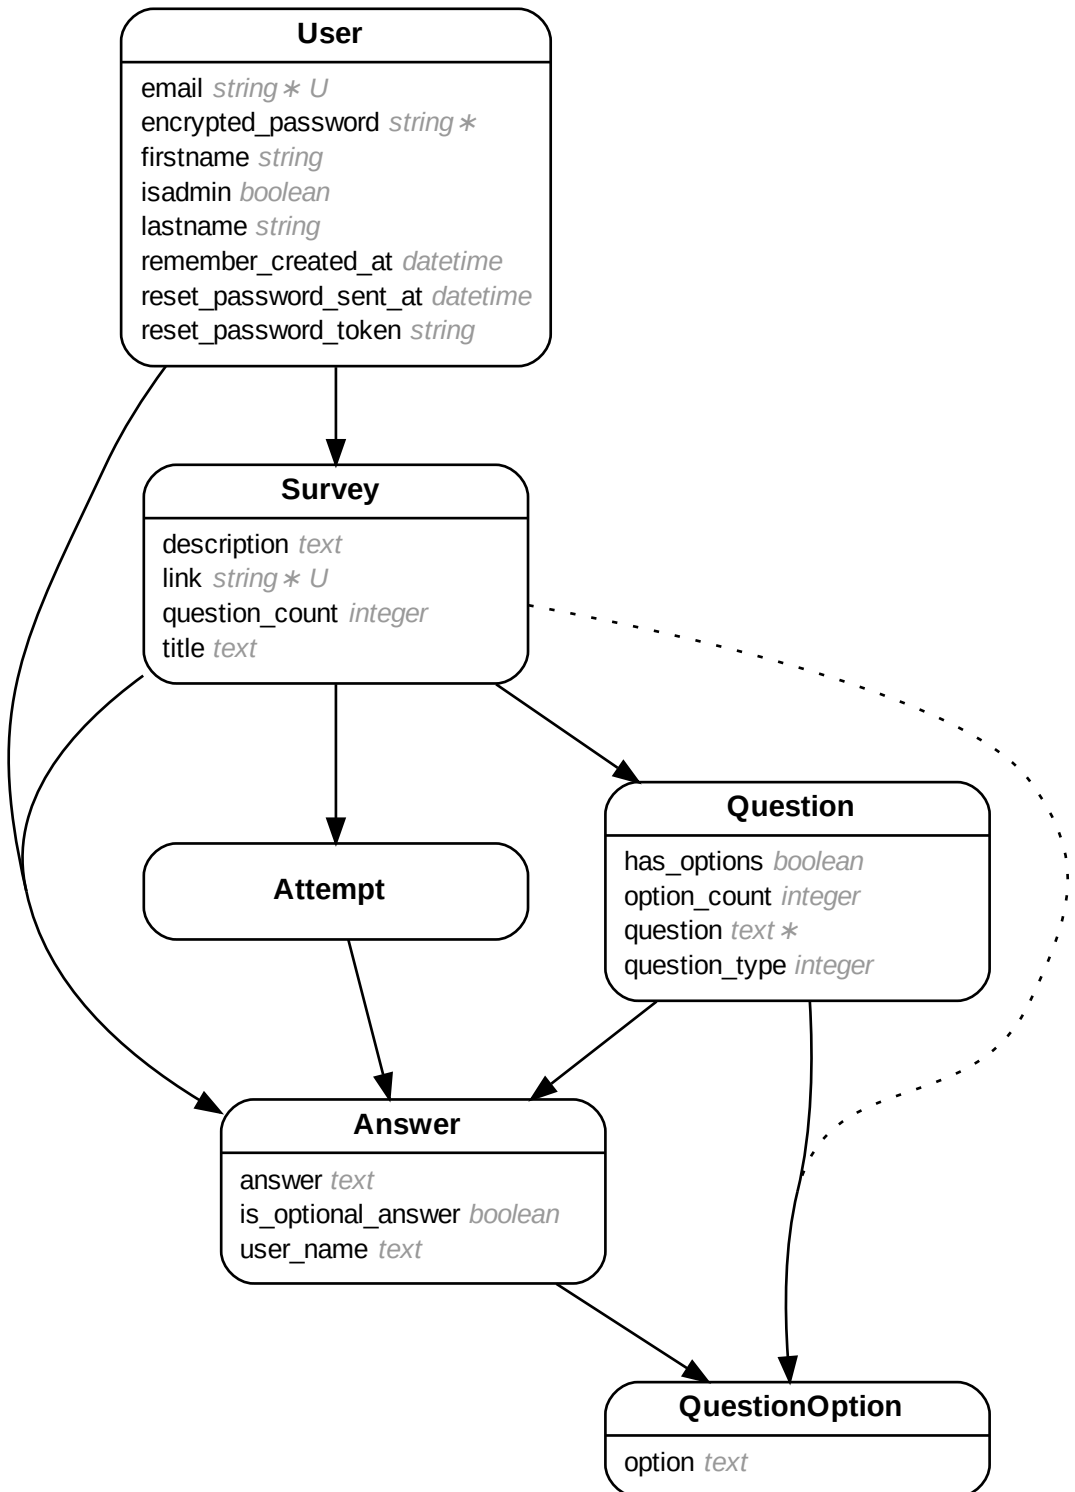 User
email string∗ U
encrypted_password string∗
firstname string
isadmin boolean
lastname string
remember_created_at datetime
reset_password_sent_at datetime
reset_password_token string
Survey
description text
link string∗ U
question_count integer
title text
Question
has_options boolean
option_count integer
question text∗
question_type integer
Attempt
Answer
answer text
is_optional_answer boolean
user_name text
QuestionOption
option text